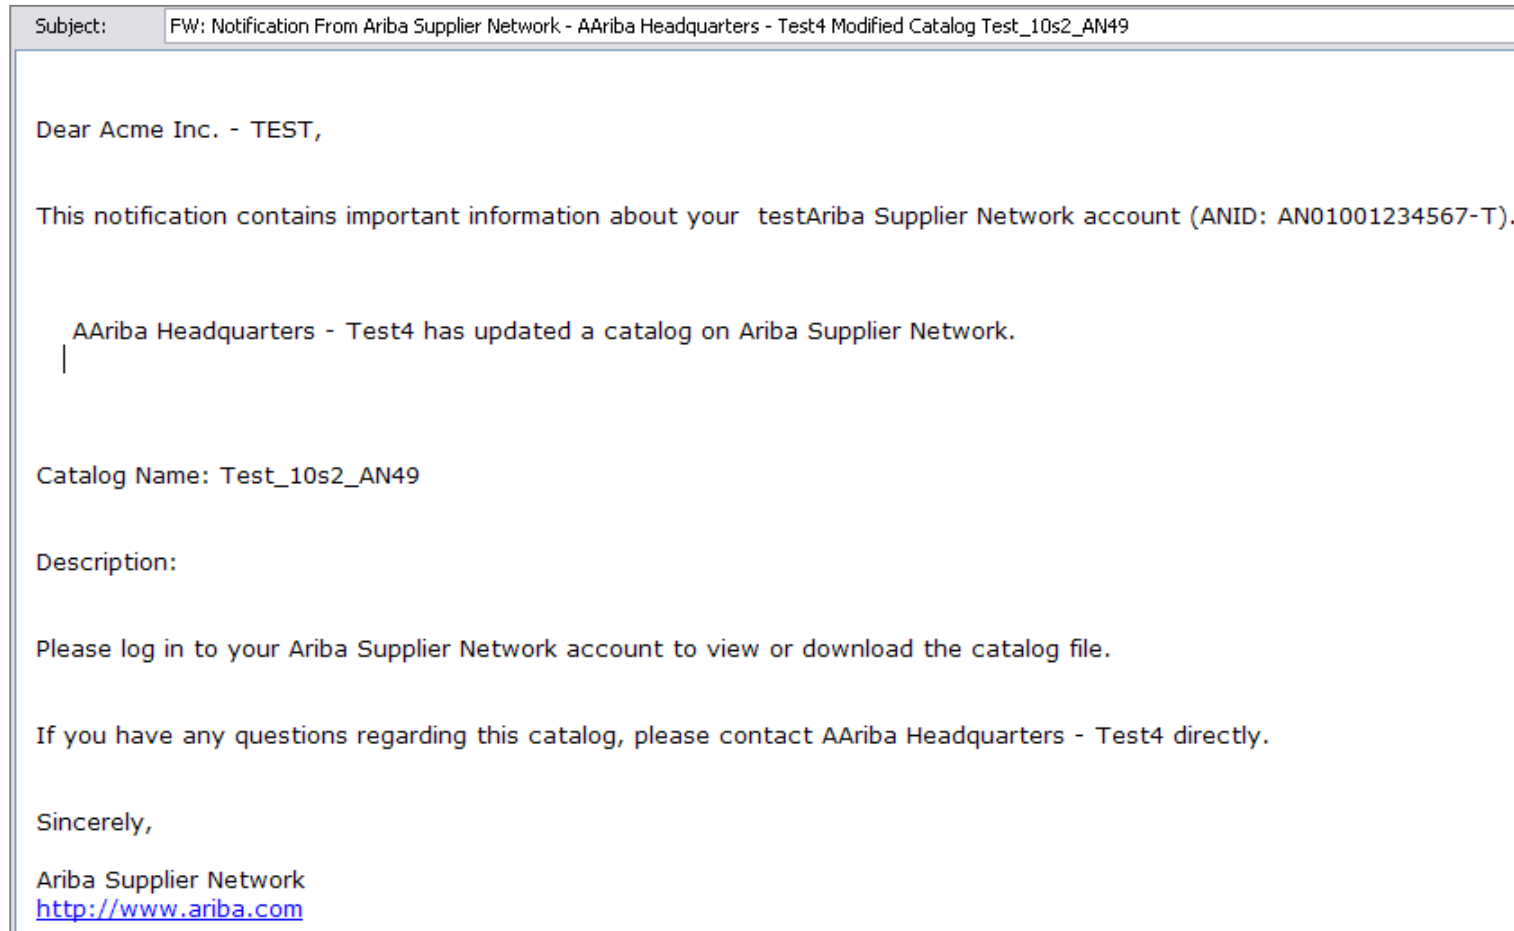 Subject: FW: Notification From Ariba Supplier Network - AAriba Headquarters - Test4 Modified Catalog Test_10s2_AN49
Dear Acme Inc. - TEST,
This notification contains important information about your  testAriba Supplier Network account (ANID: AN01001234567-T).
AAriba Headquarters - Test4 has updated a catalog on Ariba Supplier Network.
Catalog Name: Test_10s2_AN49
Description:
Please log in to your Ariba Supplier Network account to view or download the catalog file.
If you have any questions regarding this catalog, please contact AAriba Headquarters - Test4 directly.
Sincerely,
Ariba Supplier Network
http://www.ariba.com